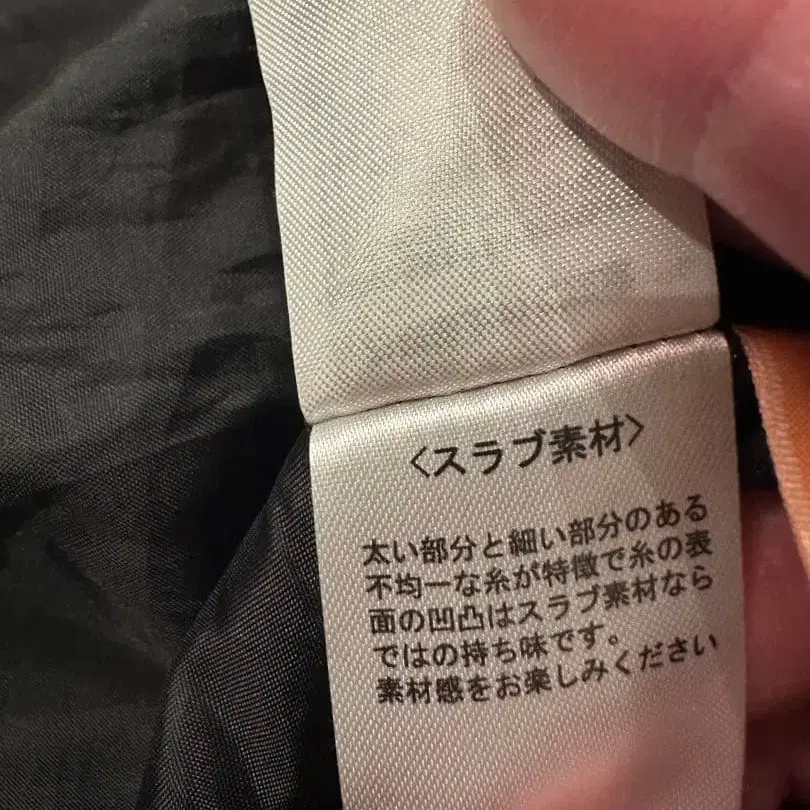 〈スラブ素材〉
太い部分と細い部分のある
不均一な糸が特徴で糸の表
面の凹凸はスラブ素材なら
ではの持ち味です。
素材感をお楽しみください